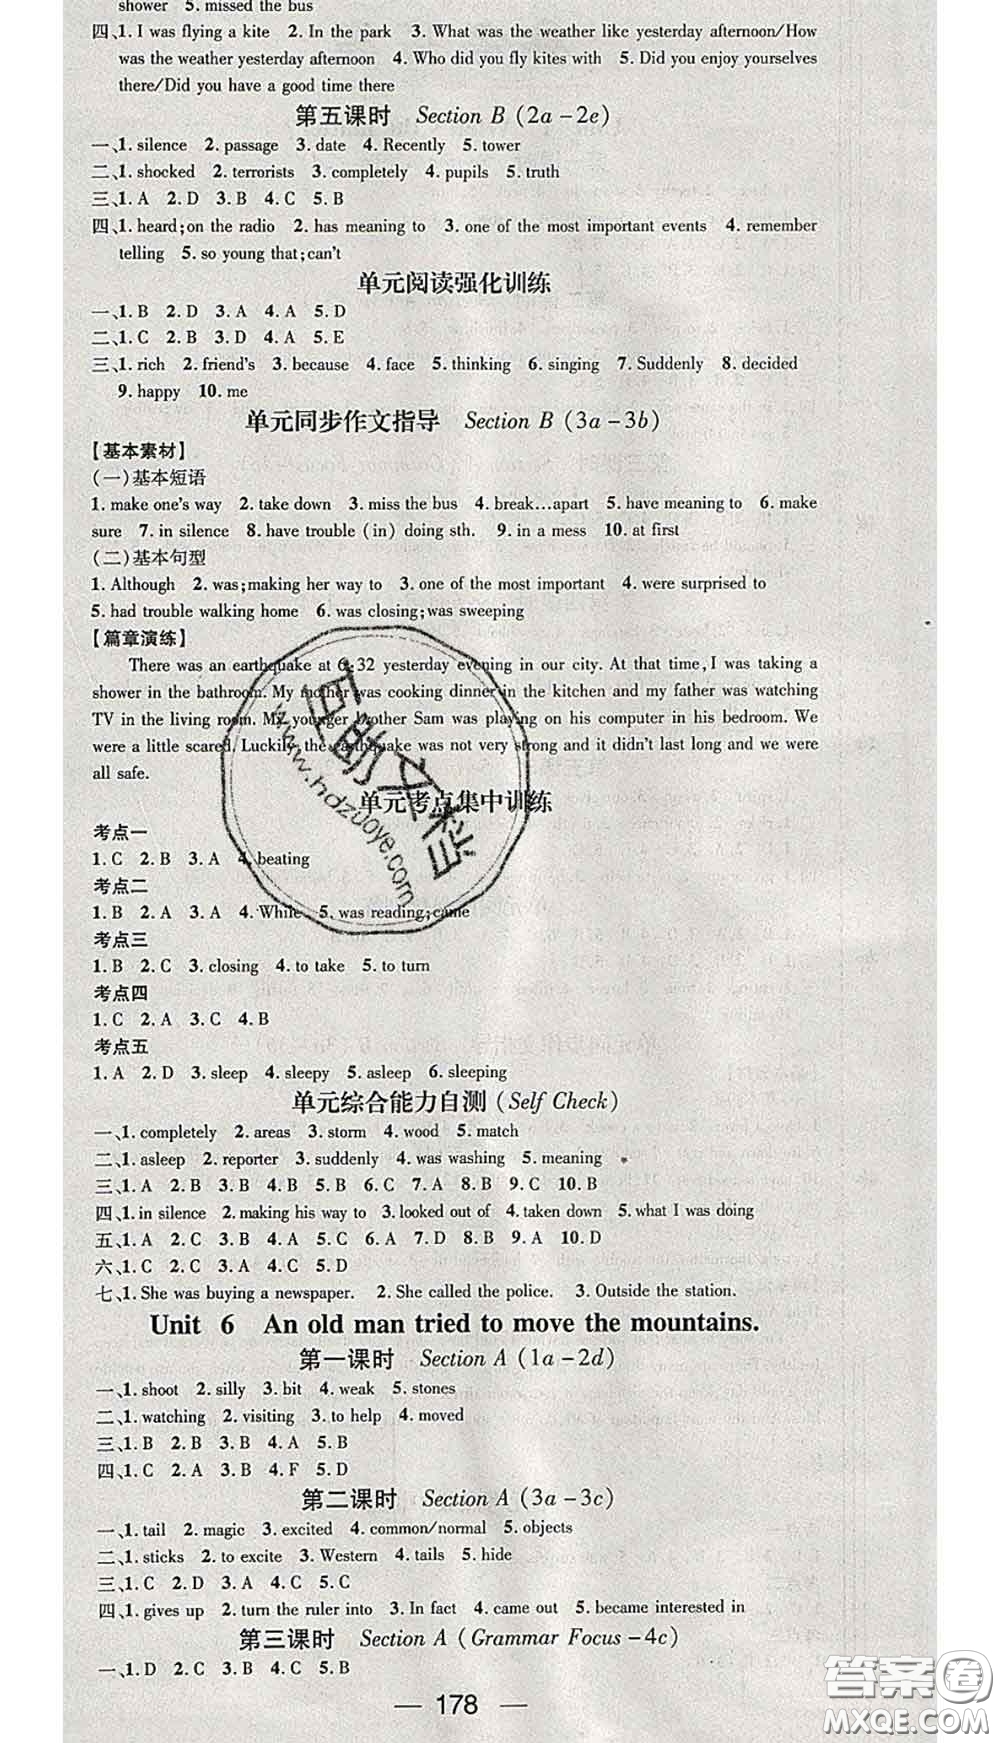 shower 5. missed the bus
四、1. I was flying a kite 2. In the park 3. What was the weather like yesterday afternoon/How
was the weather yesterday afternoon 4. Who did you fly kites with 5. Did you enjoy yourselves
there/Did you have a good time there
第五课时 Section B (2a－2e)
一、1. silence 2. passage 3. date 4. Recently 5. tower
二、1. shocked 2. terrorists 3. completely 4. pupils 5. truth
三、1. A 2. D 3. B 4. C 5. B
四、1. heard;on the radio 2. has meaning to 3. one of the most important events 4. remember
telling 5. so young that;can't
单元阅读强化训练
一、1. B 2. D 3. A 4. A 5. D
二、1. C 2. B 3. D 4. A 5. E
三、1. rich 2. friend's 3. because 4. face 5. thinking 6. singing 7. Suddenly 8. decided
9. happy 10. me
单元同步作文指导 Section B (3a－3b)
【基本素材】
(一)基本短语
1. make one's way 2. take down 3. miss the bus 4. break…apart 5. have meaning to 6. make
sure 7. in silence 8. have trouble (in) doing sth. 9. in a mess 10. at first
(二)基本句型
1. Although 2. was;making her way to 3. one of the most important 4. were surprised to
5. had trouble walking home 6. was closing;was sweeping
【篇章演练】
There was an earthquake at 6:32 yesterday evening in our city. At that time, I was taking a
shower in the bathroom. My mother was cooking dinner in the kitchen and my father was watching
TV in the living room. My younger brother Sam was playing on his computer in his bedroom. We
were a little scared. Luckily, the earthquake was not very strong and it didn't last long and we were
all safe.
单元考点集中训练
考点一
1. C 2. B 3. A 4. beating
考点二
1. B 2. A 3. A 4. While 5. was reading;came
考点三
1. B 2. C 3. closing 4. to take 5. to turn
考点四
1. C 2. A 3. C 4. B
考点五
1. A 2. D 3. sleep 4. sleepy 5. asleep 6. sleeping
单元综合能力自测 (Self Check)
一、1. completely 2. areas 3. storm 4. wood 5. match
二、1. asleep 2. reporter 3. suddenly 4. was washing 5. meaning
三、1. A 2. B 3. B 4. B 5. B 6. C 7. A 8. B 9. C 10. B
四、1. in silence 2. making his way to 3. looked out of 4. taken down 5. what I was doing
五、1. A 2. C 3. B 4. A 5. C 6. A 7. D 8. B 9. A 10. D
六、1. C 2. C 3. A 4. C 5. D
七、1. She was buying a newspaper. 2. She called the police. 3. Outside the station.
Unit 6 An old man tried to move the mountains.
第一课时 Section A (1a－2d)
一、1. shoot 2. silly 3. bit 4. weak 5. stones
二、1. watching 2. visiting 3. to help 4. moved
三、1. B 2. B 3. B 4. A 5. B
四、1. C 2. A 3. B 4. F 5. D
第二课时 Section A (3a－3c)
一、1. tail 2. magic 3. excited 4. common/normal 5. objects
二、1. sticks 2. to excite 3. Western 4. tails 5. hide
三、1. C 2. D 3. A 4. C 5. C
四、1. gives up 2. turn the ruler into 3. In fact 4. came out 5. became interested in
第三课时 Section A (Grammar Focus－4c)
一、1. D 2. C 3. B 4. C 5. B
— 178 —
互助文档
www.hdzuoye.com
答案圈
MXQE.COM